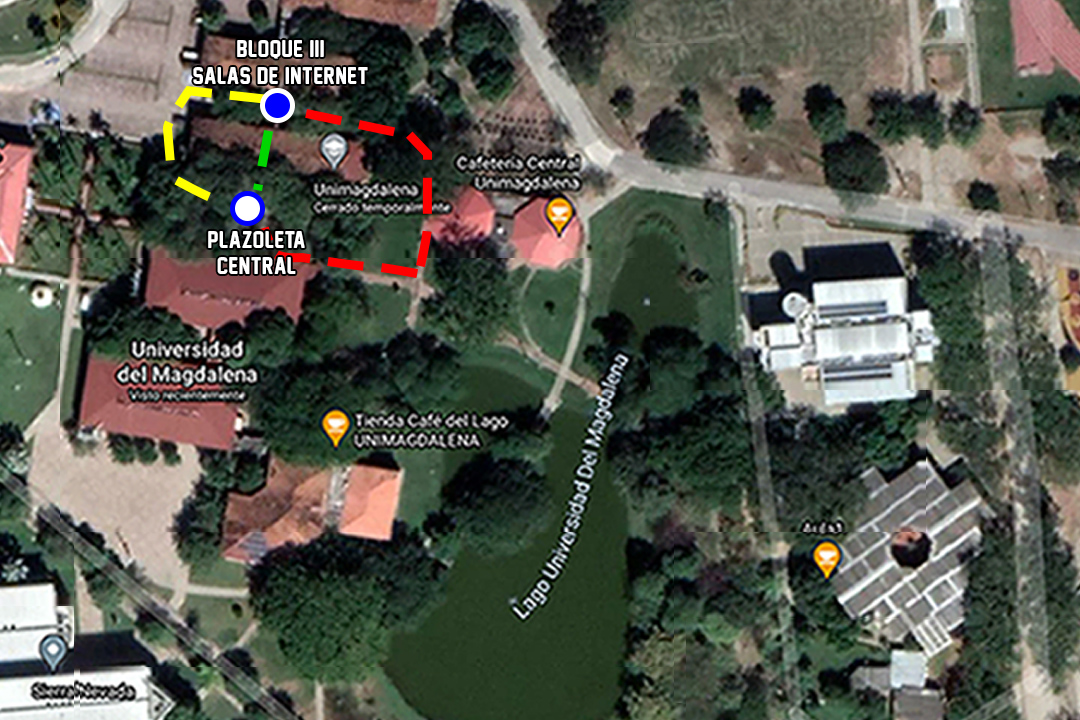 BLOQUE III
SALAS DE INTERNET
Cafetería Central
Unimagdalena
Unimagdalena
Cerrado temporalmente
PLAZOLETA
CENTRAL
Universidad
del Magdalena
Visto recientemente
Tienda Café del Lago
UNIMAGDALENA
Lago Universidad Del Magdalena
Sierra Nevada